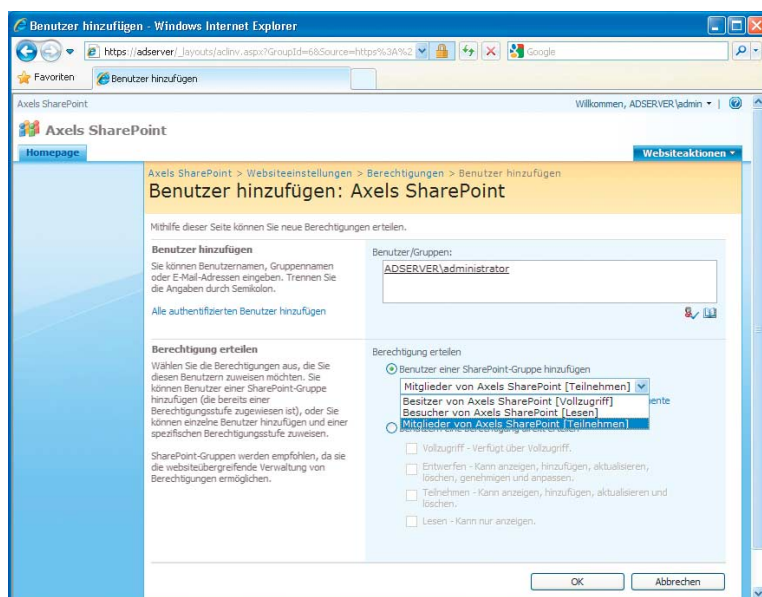 Benutzer hinzufügen - Windows Internet Explorer
https://adserver/_layouts/aclinv.aspx?GroupId=6&Source=https%3A%2
Google
Favoriten
Benutzer hinzufügen
Axels SharePoint
Willkommen, ADSERVER\admin
Axels SharePoint
Homepage
Websiteaktionen
Axels SharePoint > Websiteeinstellungen > Berechtigungen > Benutzer hinzufügen
Benutzer hinzufügen: Axels SharePoint
Mithilfe dieser Seite können Sie neue Berechtigungen erteilen.
Benutzer hinzufügen
Sie können Benutzernamen, Gruppennamen
oder E-Mail-Adressen eingeben. Trennen Sie
die Angaben durch Semikolon.
Alle authentifizierten Benutzer hinzufügen
Benutzer/Gruppen:
ADSERVER\administrator
Berechtigung erteilen
Wählen Sie die Berechtigungen aus, die Sie
diesen Benutzern zuweisen möchten. Sie
können Benutzer einer SharePoint-Gruppe
hinzufügen (die bereits einer
Berechtigungsstufe zugewiesen ist), oder Sie
können einzelne Benutzer hinzufügen und einer
spezifischen Berechtigungsstufe zuweisen.
SharePoint-Gruppen werden empfohlen, da sie
die websiteübergreifende Verwaltung von
Berechtigungen ermöglichen.
Berechtigung erteilen
Benutzer einer SharePoint-Gruppe hinzufügen
Mitglieder von Axels SharePoint [Teilnehmen]
Besitzer von Axels SharePoint [Vollzugriff]
Besucher von Axels SharePoint [Lesen]
Mitglieder von Axels SharePoint [Teilnehmen]
Vollzugriff - Verfügt über Vollzugriff.
Entwerfen - Kann anzeigen, hinzufügen, aktualisieren,
löschen, genehmigen und anpassen.
Teilnehmen - Kann anzeigen, hinzufügen, aktualisieren und
löschen.
Lesen - Kann nur anzeigen.
OK
Abbrechen